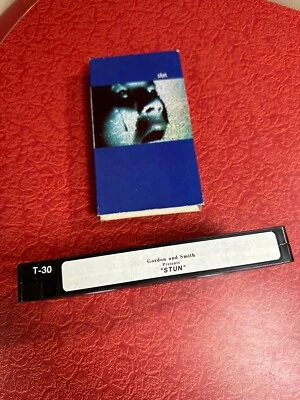 stun
T-30
Gordon and Smith
Presents
"STUN"